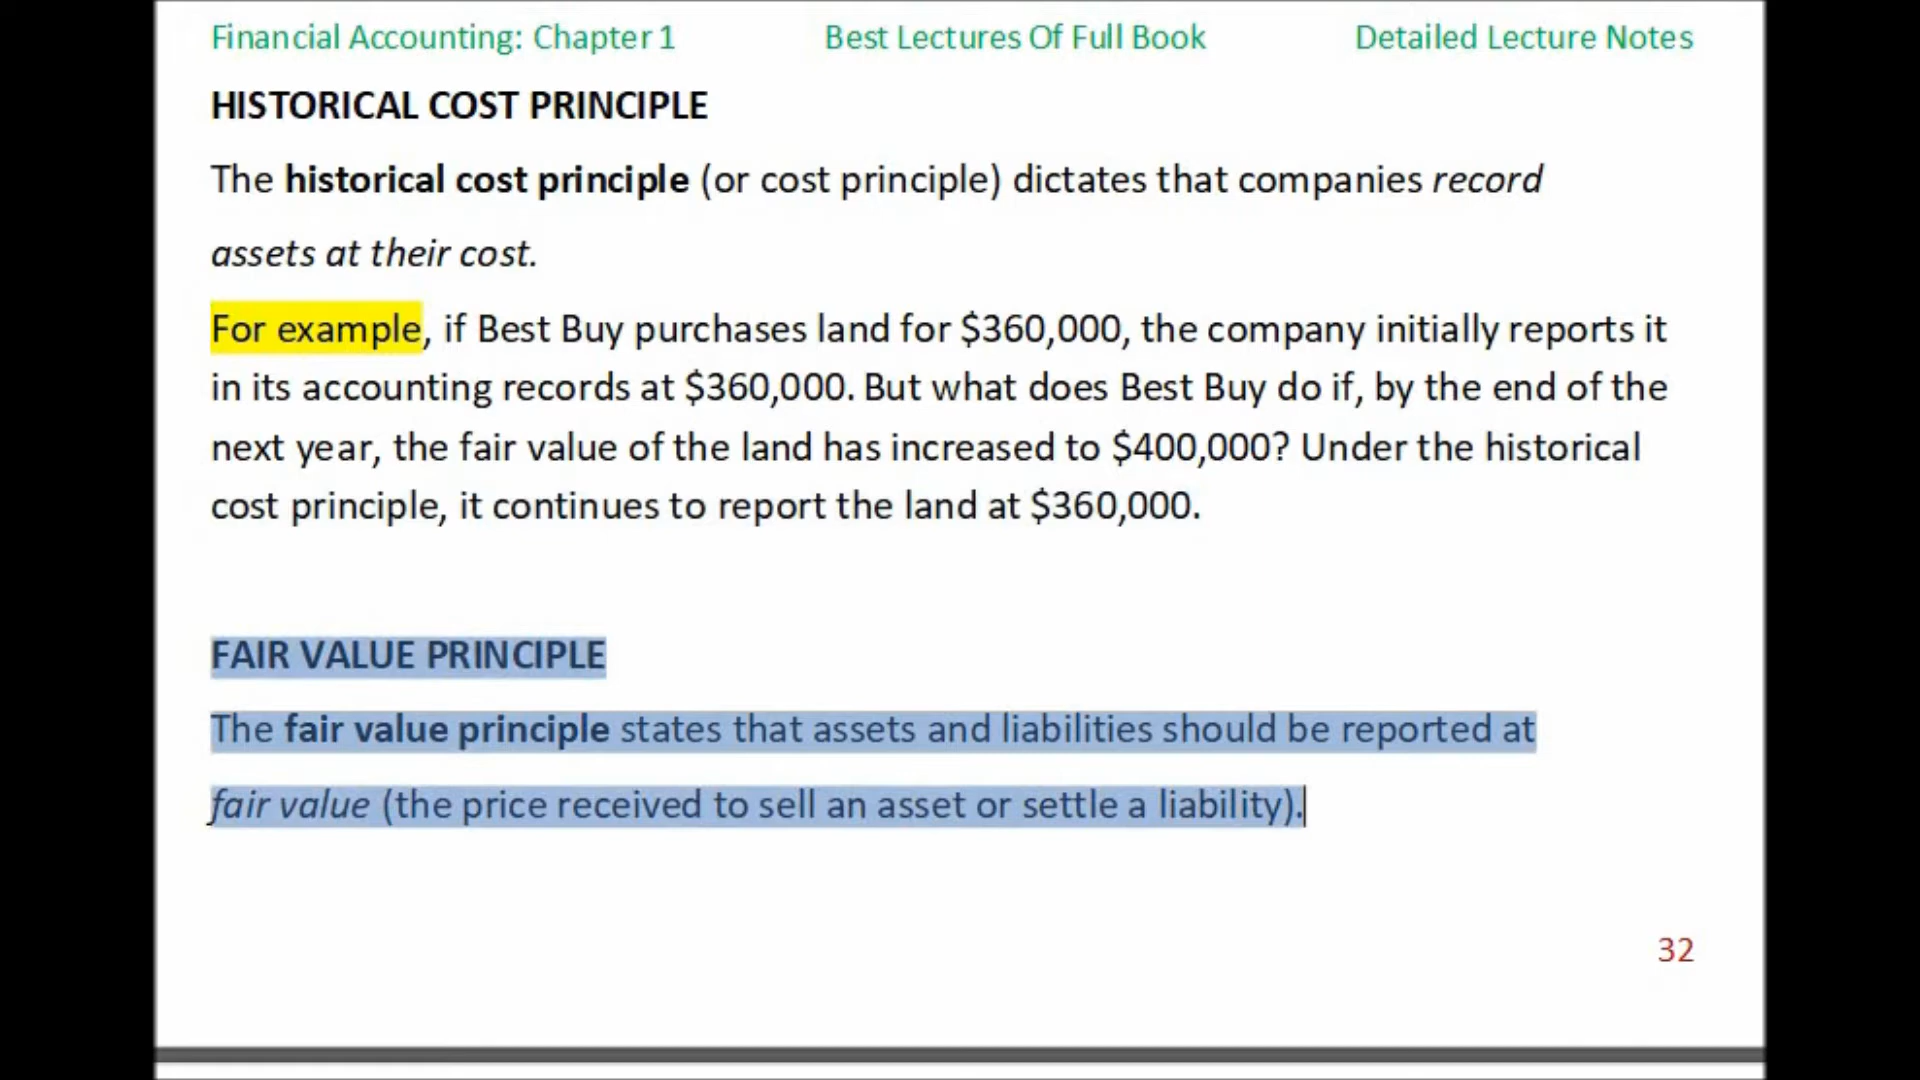 Financial Accounting: Chapter 1 Best Lectures Of Full Book Detailed Lecture Notes
HISTORICAL COST PRINCIPLE
The historical cost principle (or cost principle) dictates that companies record
assets at their cost.
For example, if Best Buy purchases land for $360,000, the company initially reports it
in its accounting records at $360,000. But what does Best Buy do if, by the end of the
next year, the fair value of the land has increased to $400,000? Under the historical
cost principle, it continues to report the land at $360,000.
FAIR VALUE PRINCIPLE
The fair value principle states that assets and liabilities should be reported at
fair value (the price received to sell an asset or settle a liability).
32